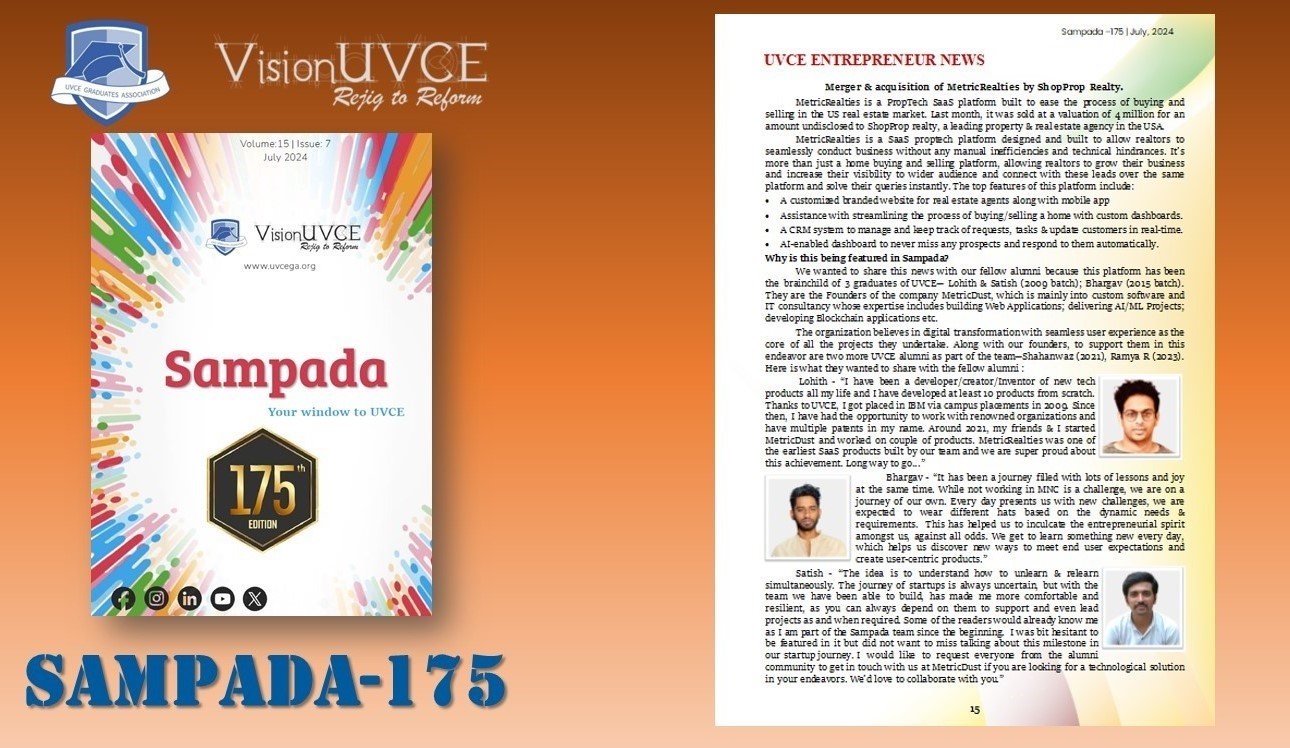 UVCE GRADUATES ASSOCIATION
VisionUVCE
Rejig to Reform
Volume:15 | Issue: 7
July 2024
VisionUVCE
Rejig to Reform
www.uvcega.org
Sampada
Your window to UVCE
175th
EDITION
SAMPADA-175
Sampada -175 | July, 2024
UVCE ENTREPRENEUR NEWS
Merger & acquisition of MetricRealties by ShopProp Realty.
MetricRealties is a PropTech SaaS platform built to ease the process of buying and
selling in the US real estate market. Last month, it was sold at a valuation of 4 million for an
amount undisclosed to ShopProp realty, a leading property & real estate agency in the USA.
MetricRealties is a SaaS proptech platform designed and built to allow realtors to
seamlessly conduct business without any manual inefficiencies and technical hindrances. It's
more than just a home buying and selling platform, allowing realtors to grow their business
and increase their visibility to wider audience and connect with these leads over the same
platform and solve their queries instantly. The top features of this platform include:
• A customized branded website for real estate agents along with mobile app
• Assistance with streamlining the process of buying/selling a home with custom dashboards.
• A CRM system to manage and keep track of requests, tasks & update customers in real-time.
• AI-enabled dashboard to never miss any prospects and respond to them automatically.
Why is this being featured in Sampada?
We wanted to share this news with our fellow alumni because this platform has been
the brainchild of 3 graduates of UVCE— Lohith & Satish (2009 batch); Bhargav (2015 batch).
They are the Founders of the company MetricDust, which is mainly into custom software and
IT consultancy whose expertise includes building Web Applications; delivering AI/ML Projects;
developing Blockchain applications etc.
The organization believes in digital transformation with seamless user experience as the
core of all the projects they undertake. Along with our founders, to support them in this
endeavor are two more UVCE alumni as part of the team—Shahanwaz (2021), Ramya R (2023).
Here is what they wanted to share with the fellow alumni :
Lohith - "I have been a developer/creator/Inventor of new tech
products all my life and I have developed at least 10 products from scratch.
Thanks to UVCE, I got placed in IBM via campus placements in 2009. Since
then, I have had the opportunity to work with renowned organizations and
have multiple patents in my name. Around 2021, my friends & I started
MetricDust and worked on couple of products. MetricRealties was one of
the earliest SaaS products built by our team and we are super proud about
this achievement. Long way to go..."
Bhargav - "It has been a journey filled with lots of lessons and joy
at the same time. While not working in MNC is a challenge, we are on a
journey of our own. Every day presents us with new challenges, we are
expected to wear different hats based on the dynamic needs &
requirements. This has helped us to inculcate the entrepreneurial spirit
amongst us, against all odds. We get to learn something new every day,
which helps us discover new ways to meet end user expectations and
create user-centric products."
Satish - "The idea is to understand how to unlearn & relearn
simultaneously. The journey of startups is always uncertain, but with the
team we have been able to build, has made me more comfortable and
resilient, as you can always depend on them to support and even lead
projects as and when required. Some of the readers would already know me
as I am part of the Sampada team since the beginning. I was bit hesitant to
be featured in it but did not want to miss talking about this milestone in
our startup journey. I would like to request everyone from the alumni
community to get in touch with us at MetricDust if you are looking for a technological solution
in your endeavors. We'd love to collaborate with you."
15